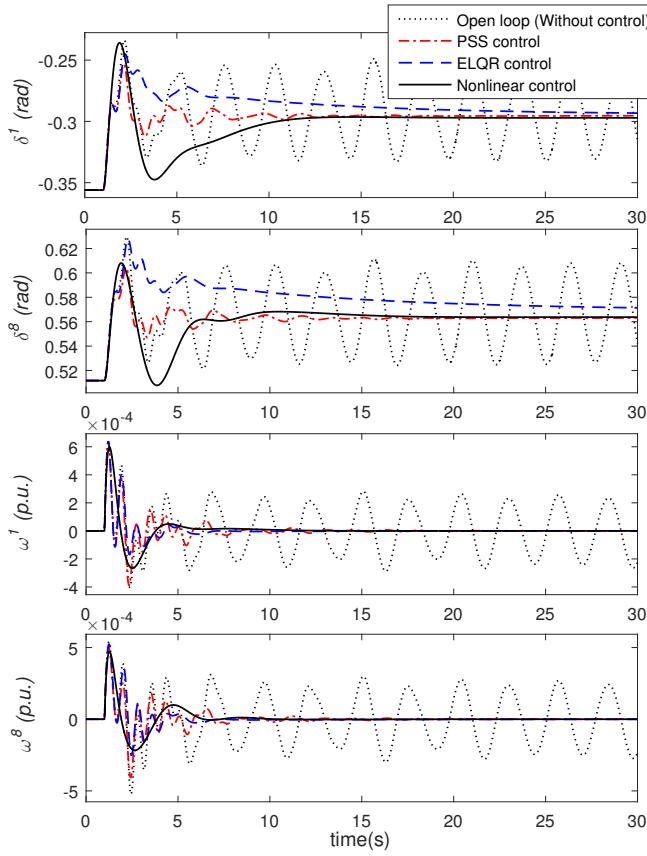 Open loop (Without control)
PSS control
ELQR control
Nonlinear control
δ¹ (rad)
-0.25
-0.3
-0.35
0 5 10 15 20 25 30
δ⁸ (rad)
0.62
0.6
0.58
0.56
0.54
0.52
0 5 10 15 20 25 30
×10⁻⁴
ω¹ (p.u.)
6
4
2
0
-2
-4
0 5 10 15 20 25 30
×10⁻⁴
ω⁸ (p.u.)
5
0
-5
0 5 10 15 20 25 30
time(s)